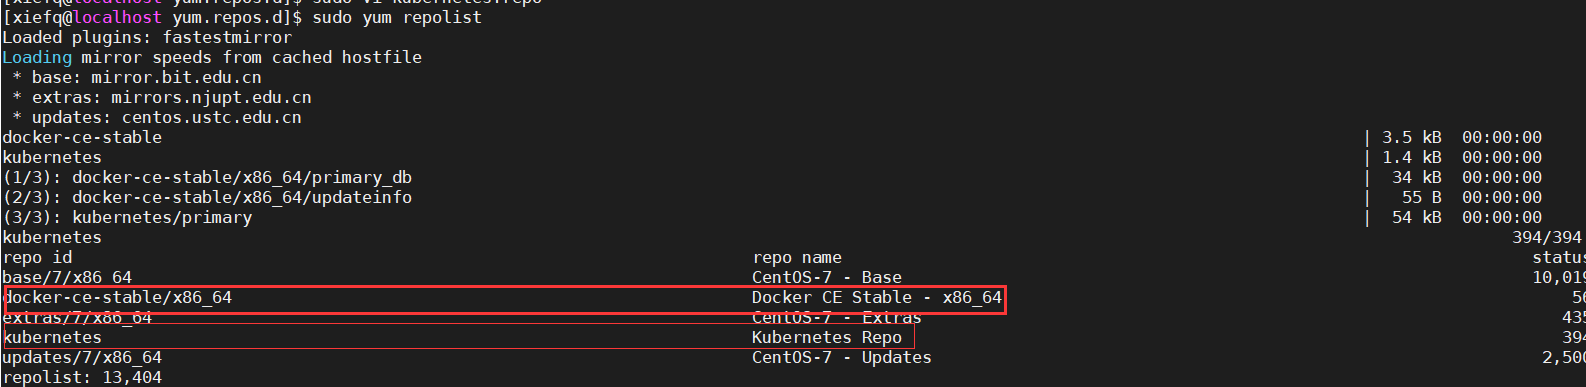 [xiefq@localhost yum.repos.d]$ sudo vi kubernetes.repo
[xiefq@localhost yum.repos.d]$ sudo yum repolist
Loaded plugins: fastestmirror
Loading mirror speeds from cached hostfile
* base: mirror.bit.edu.cn
* extras: mirrors.njupt.edu.cn
* updates: centos.ustc.edu.cn
docker-ce-stable | 3.5 kB 00:00:00
kubernetes | 1.4 kB 00:00:00
(1/3): docker-ce-stable/x86_64/primary_db | 34 kB 00:00:00
(2/3): docker-ce-stable/x86_64/updateinfo | 55 B 00:00:00
(3/3): kubernetes/primary | 54 kB 00:00:00
kubernetes 394/394
repo id repo name status
base/7/x86_64 CentOS-7 - Base 10,019
docker-ce-stable/x86_64 Docker CE Stable - x86_64 56
extras/7/x86_64 CentOS-7 - Extras 435
kubernetes Kubernetes Repo 394
updates/7/x86_64 CentOS-7 - Updates 2,500
repolist: 13,404